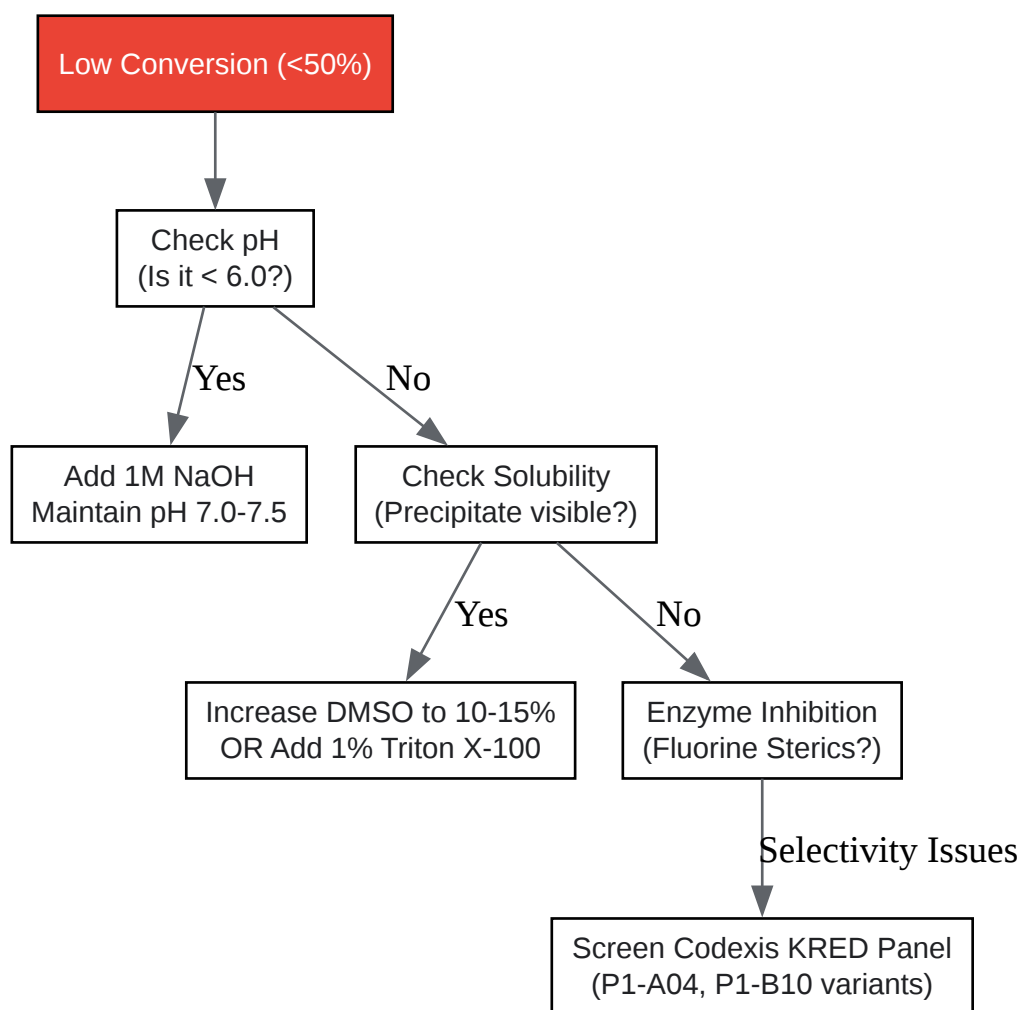 Low Conversion (<50%)
Check pH
(Is it < 6.0?)
Yes
No
Add 1M NaOH
Maintain pH 7.0-7.5
Check Solubility
(Precipitate visible?)
Yes
No
Increase DMSO to 10-15%
OR Add 1% Triton X-100
Enzyme Inhibition
(Fluorine Sterics?)
Selectivity Issues
Screen Codexis KRED Panel
(P1-A04, P1-B10 variants)